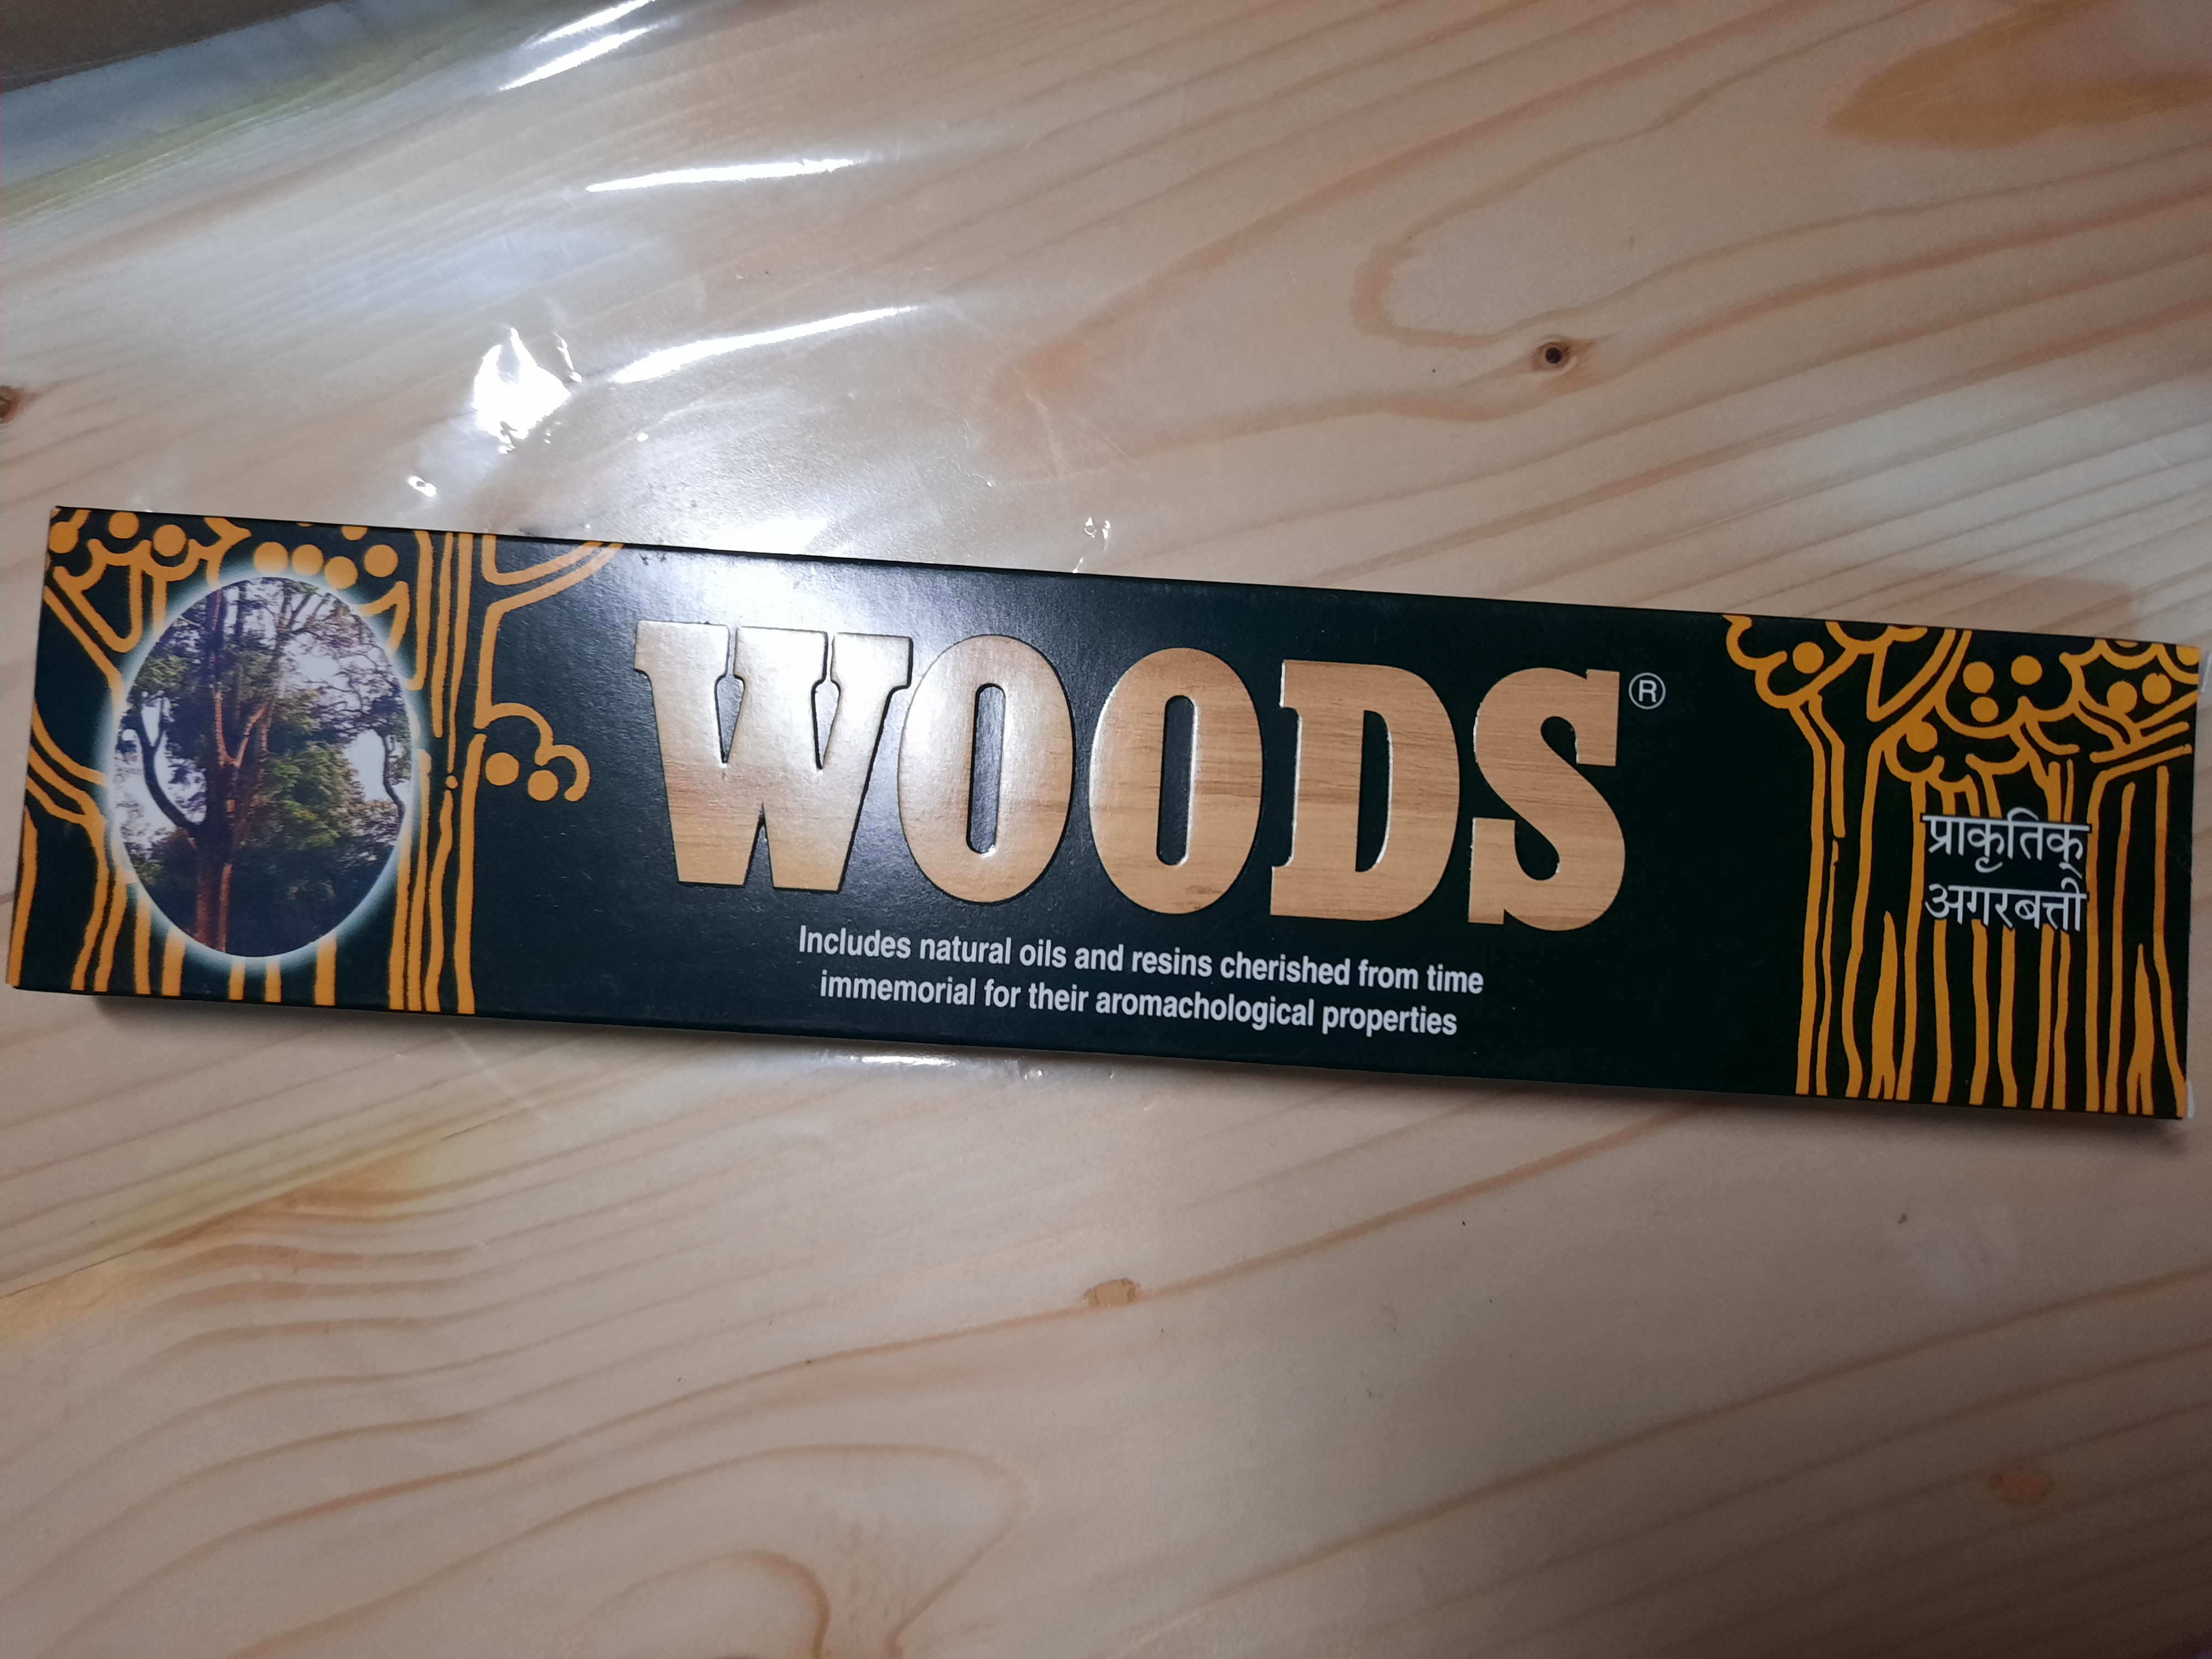 WOODS®
Includes natural oils and resins cherished from time
immemorial for their aromachological properties
प्राकृतिक्
अगरबत्ती